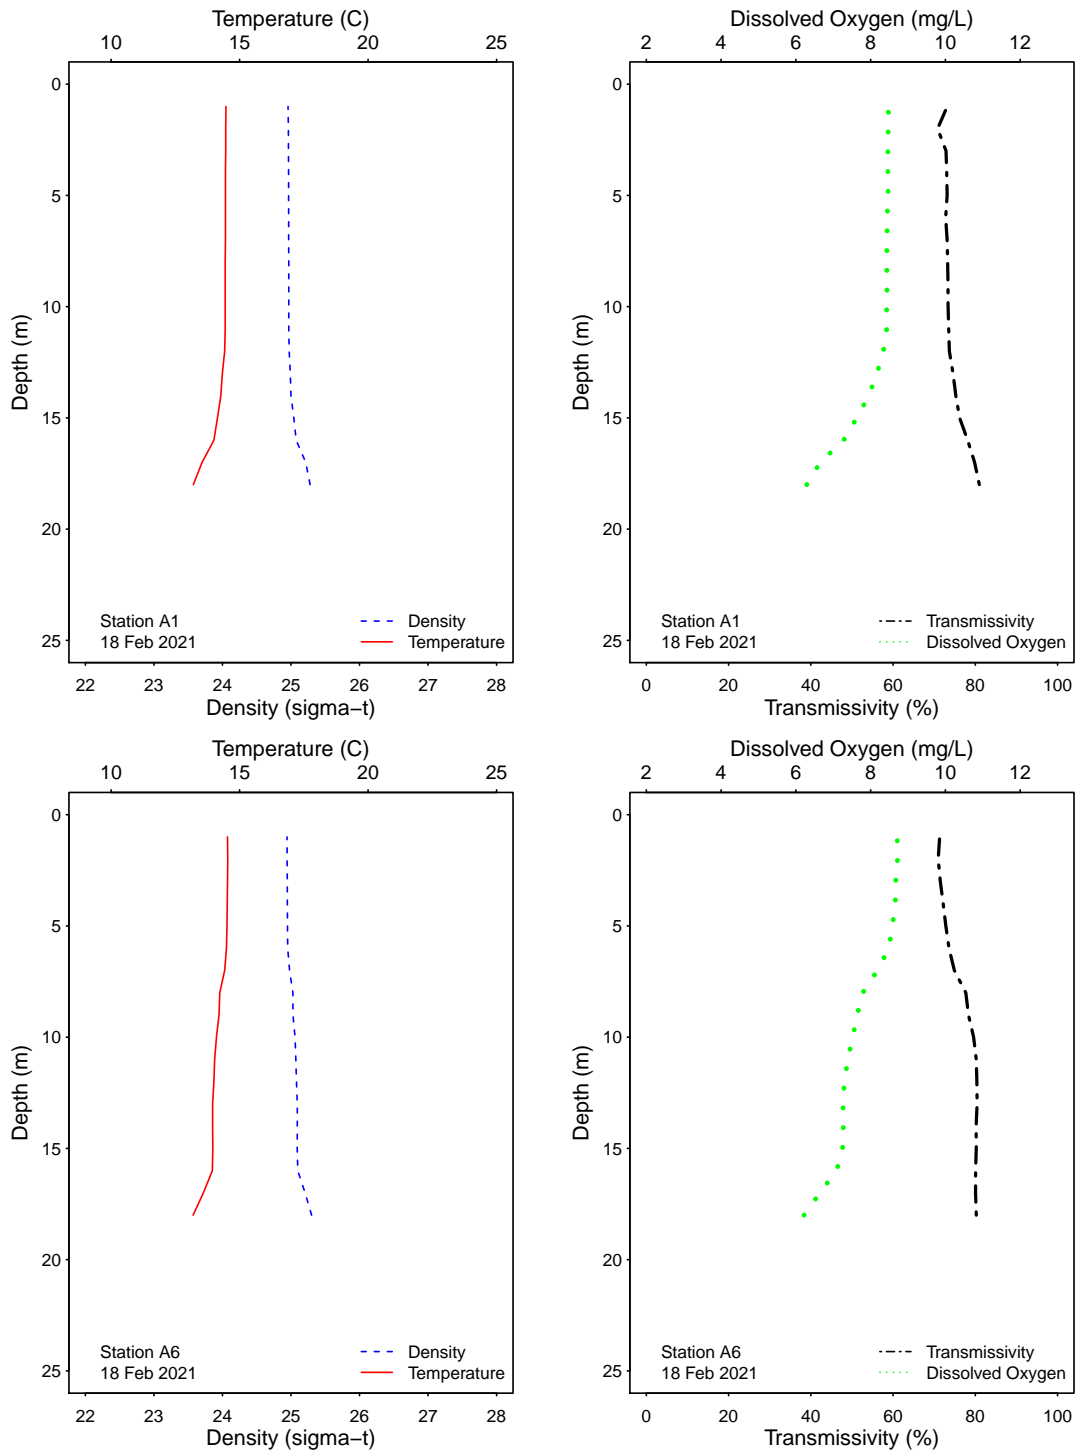 Temperature (C)
10 15 20 25
0
5
10
15
20
25
Depth (m)
Station A1
18 Feb 2021
Density
Temperature
22 23 24 25 26 27 28
Density (sigma−t)
Dissolved Oxygen (mg/L)
2 4 6 8 10 12
0
5
10
15
20
25
Depth (m)
Station A1
18 Feb 2021
Transmissivity
Dissolved Oxygen
0 20 40 60 80 100
Transmissivity (%)
Temperature (C)
10 15 20 25
0
5
10
15
20
25
Depth (m)
Station A6
18 Feb 2021
Density
Temperature
22 23 24 25 26 27 28
Density (sigma−t)
Dissolved Oxygen (mg/L)
2 4 6 8 10 12
0
5
10
15
20
25
Depth (m)
Station A6
18 Feb 2021
Transmissivity
Dissolved Oxygen
0 20 40 60 80 100
Transmissivity (%)